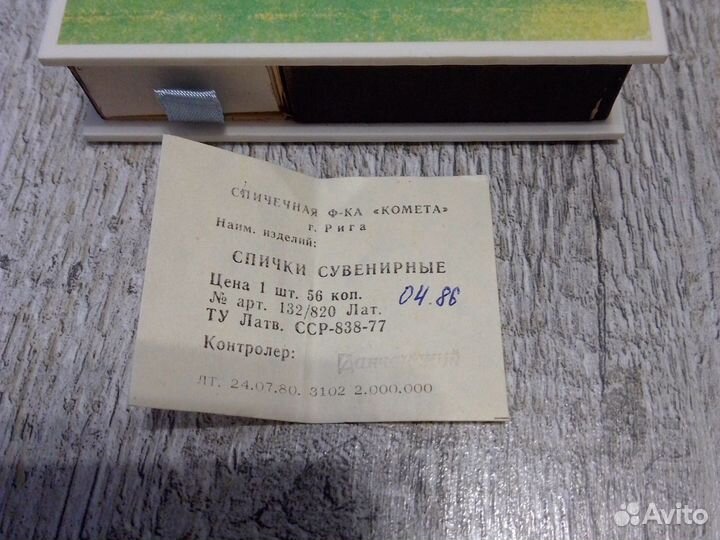 СПИЧЕЧНАЯ Ф-КА «КОМЕТА»
г. Рига
Наим. изделий:
СПИЧКИ СУВЕНИРНЫЕ
Цена 1 шт. 56 коп. 04.86
№ арт. 132/820 Лат.
ТУ Латв. ССР-838-77
Контролер:
ЛТ. 24.07.80. 3102 2.000.000
Avito